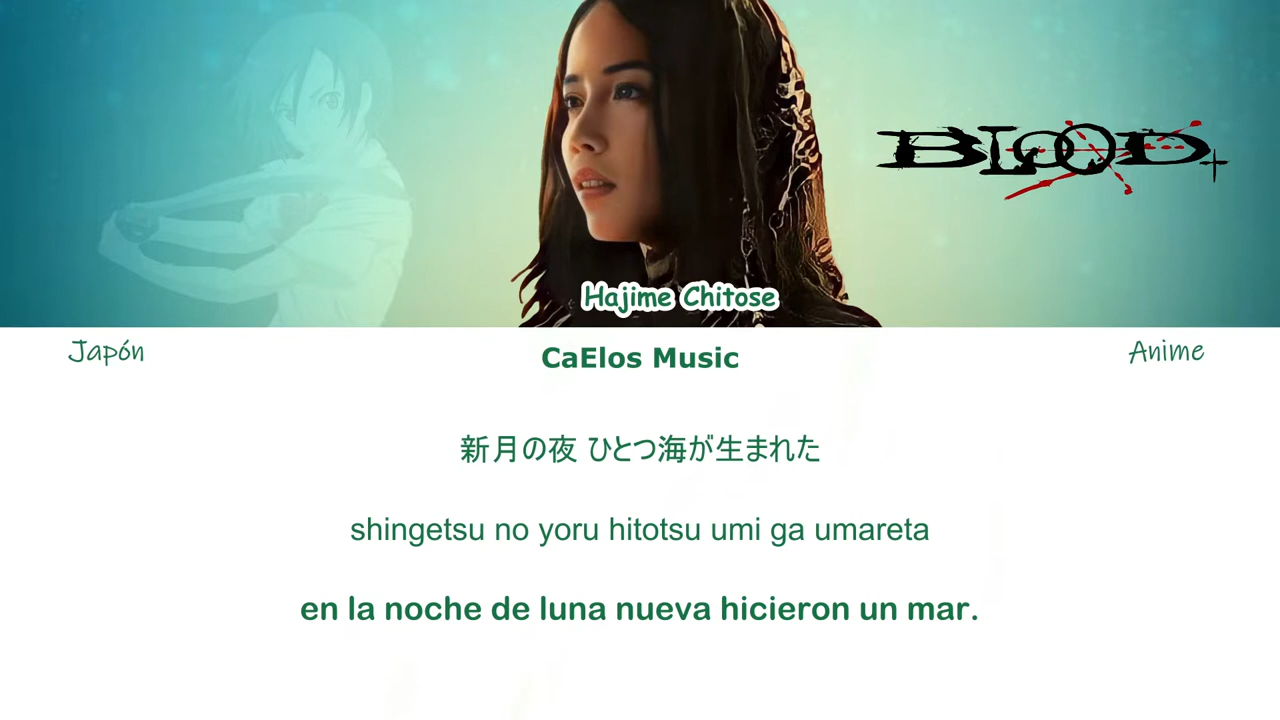 BLOOD+
Hajime Chitose
Japón
CaElos Music
Anime
新月の夜 ひとつ海が生まれた
shingetsu no yoru hitotsu umi ga umareta
en la noche de luna nueva hicieron un mar.